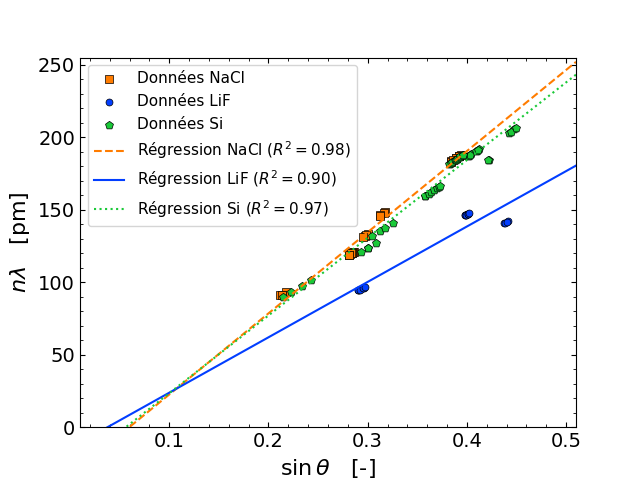 250
200
150
100
50
0
nλ [pm]
Données NaCl
Données LiF
Données Si
Régression NaCl (R² = 0.98)
Régression LiF (R² = 0.90)
Régression Si (R² = 0.97)
0.1 0.2 0.3 0.4 0.5
sin θ [-]